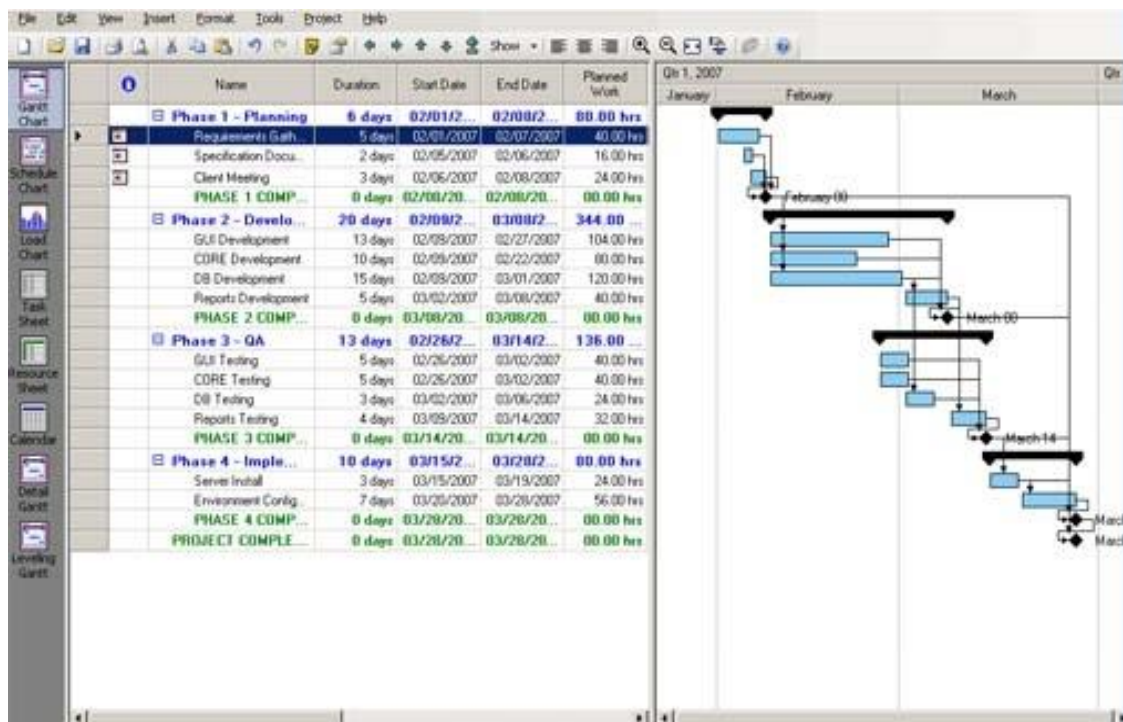 File Edit View Insert Format Tools Project Help
Show
Gantt Chart
Schedule Chart
Load Chart
Task Sheet
Resource Sheet
Calendar
Detail Gantt
Leveling Gantt
Name Duration Start Date End Date Planned Work
Phase 1 - Planning 6 days 02/01/2... 02/08/2... 80.00 hrs
Requirements Gath... 5 days 02/01/2007 02/07/2007 40.00 hrs
Specification Docu... 2 days 02/05/2007 02/06/2007 16.00 hrs
Client Meeting 3 days 02/06/2007 02/08/2007 24.00 hrs
PHASE 1 COMP... 0 days 02/08/20... 02/08/20... 00.00 hrs
Phase 2 - Develo... 20 days 02/09/2... 03/08/2... 344.00 ...
GUI Development 13 days 02/09/2007 02/27/2007 104.00 hrs
CORE Development 10 days 02/09/2007 02/22/2007 80.00 hrs
DB Development 15 days 02/09/2007 03/01/2007 120.00 hrs
Reports Development 5 days 03/02/2007 03/08/2007 40.00 hrs
PHASE 2 COMP... 0 days 03/08/20... 03/08/20... 00.00 hrs
Phase 3 - QA 13 days 02/26/2... 03/14/2... 136.00 ...
GUI Testing 5 days 02/26/2007 03/02/2007 40.00 hrs
CORE Testing 5 days 02/26/2007 03/02/2007 40.00 hrs
DB Testing 3 days 03/02/2007 03/06/2007 24.00 hrs
Reports Testing 4 days 03/09/2007 03/14/2007 32.00 hrs
PHASE 3 COMP... 0 days 03/14/20... 03/14/20... 00.00 hrs
Phase 4 - Imple... 10 days 03/15/2... 03/28/2... 80.00 hrs
Server Install 3 days 03/15/2007 03/19/2007 24.00 hrs
Environment Config... 7 days 03/20/2007 03/28/2007 56.00 hrs
PHASE 4 COMP... 0 days 03/28/20... 03/28/20... 00.00 hrs
PROJECT COMPLE... 0 days 03/28/20... 03/28/20... 00.00 hrs
Qtr 1, 2007 Qtr
January February March
February 08
March 08
March 14
March
March